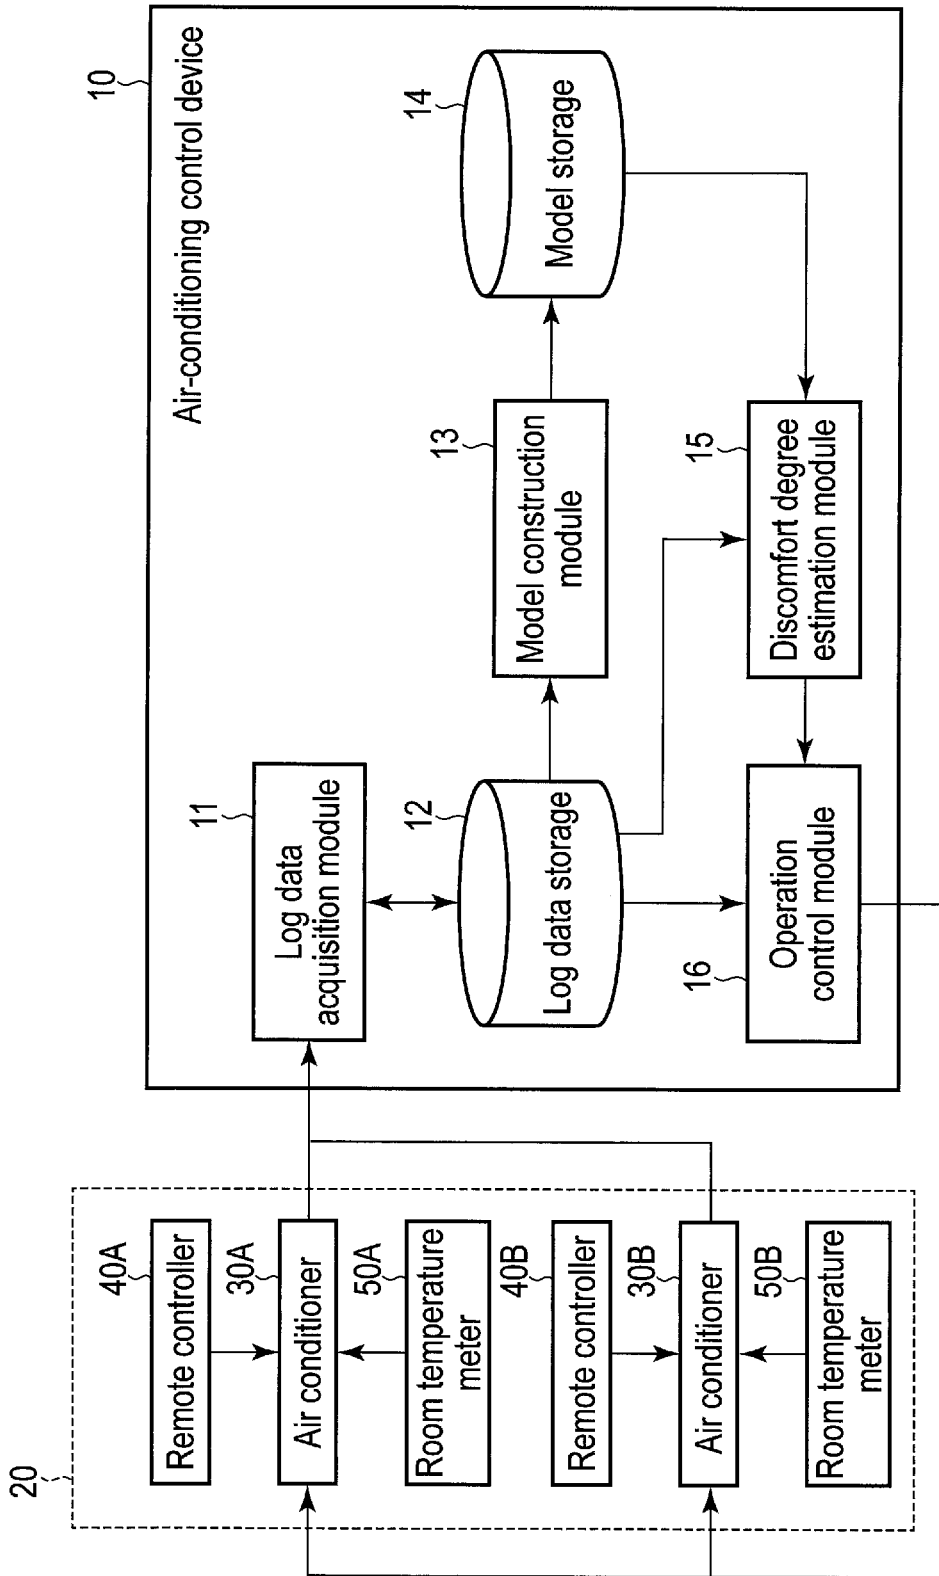 20
40A
Remote controller
30A
Air conditioner
50A
Room temperature
meter
40B
Remote controller
30B
Air conditioner
50B
Room temperature
meter
10
Air-conditioning control device
11
Log data
acquisition module
12
Log data storage
13
Model construction
module
14
Model storage
15
Discomfort degree
estimation module
16
Operation
control module